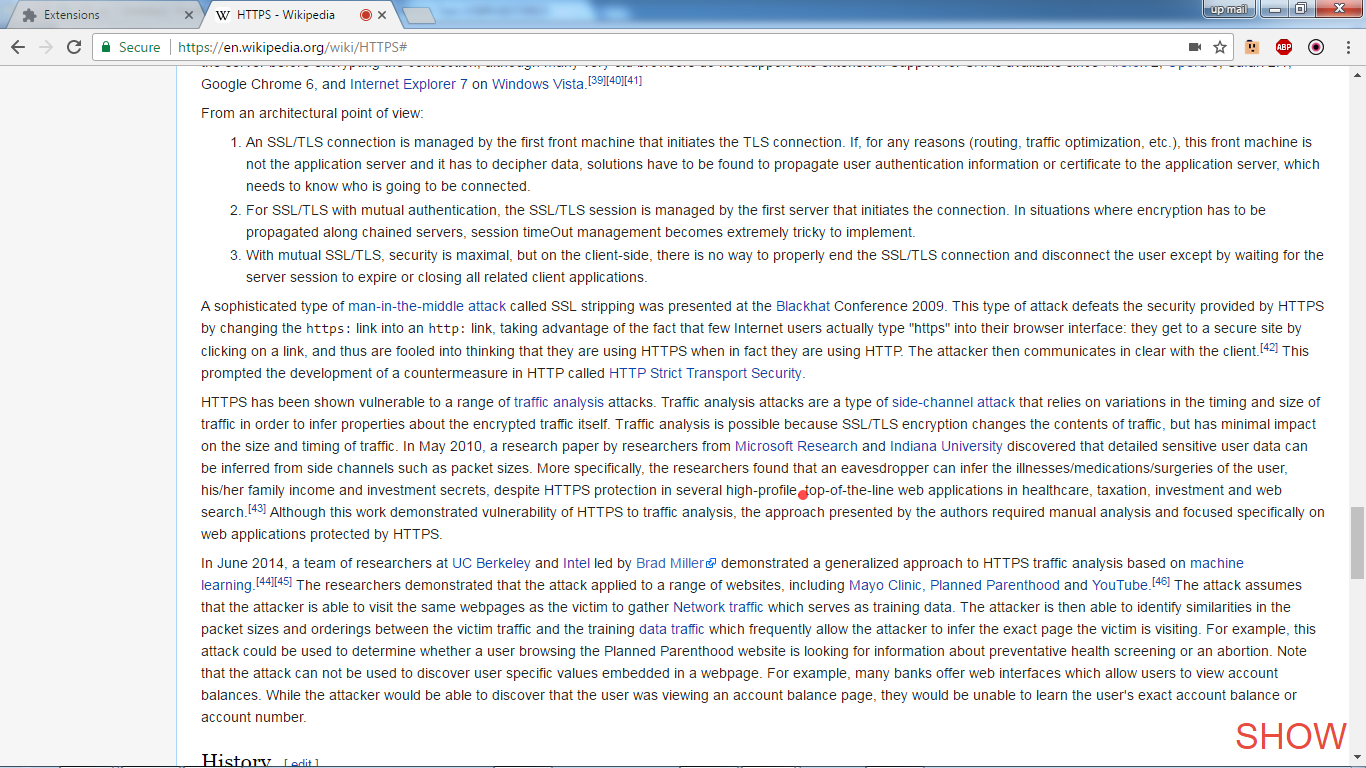 Extensions
HTTPS - Wikipedia
up mail
Secure
https://en.wikipedia.org/wiki/HTTPS#
ABP
Google Chrome 6, and Internet Explorer 7 on Windows Vista.[39][40][41]
From an architectural point of view:
1. An SSL/TLS connection is managed by the first front machine that initiates the TLS connection. If, for any reasons (routing, traffic optimization, etc.), this front machine is
not the application server and it has to decipher data, solutions have to be found to propagate user authentication information or certificate to the application server, which
needs to know who is going to be connected.
2. For SSL/TLS with mutual authentication, the SSL/TLS session is managed by the first server that initiates the connection. In situations where encryption has to be
propagated along chained servers, session timeOut management becomes extremely tricky to implement.
3. With mutual SSL/TLS, security is maximal, but on the client-side, there is no way to properly end the SSL/TLS connection and disconnect the user except by waiting for the
server session to expire or closing all related client applications.
A sophisticated type of man-in-the-middle attack called SSL stripping was presented at the Blackhat Conference 2009. This type of attack defeats the security provided by HTTPS
by changing the https: link into an http: link, taking advantage of the fact that few Internet users actually type "https" into their browser interface: they get to a secure site by
clicking on a link, and thus are fooled into thinking that they are using HTTPS when in fact they are using HTTP. The attacker then communicates in clear with the client.[42] This
prompted the development of a countermeasure in HTTP called HTTP Strict Transport Security.
HTTPS has been shown vulnerable to a range of traffic analysis attacks. Traffic analysis attacks are a type of side-channel attack that relies on variations in the timing and size of
traffic in order to infer properties about the encrypted traffic itself. Traffic analysis is possible because SSL/TLS encryption changes the contents of traffic, but has minimal impact
on the size and timing of traffic. In May 2010, a research paper by researchers from Microsoft Research and Indiana University discovered that detailed sensitive user data can
be inferred from side channels such as packet sizes. More specifically, the researchers found that an eavesdropper can infer the illnesses/medications/surgeries of the user,
his/her family income and investment secrets, despite HTTPS protection in several high-profile, top-of-the-line web applications in healthcare, taxation, investment and web
search.[43] Although this work demonstrated vulnerability of HTTPS to traffic analysis, the approach presented by the authors required manual analysis and focused specifically on
web applications protected by HTTPS.
In June 2014, a team of researchers at UC Berkeley and Intel led by Brad Miller demonstrated a generalized approach to HTTPS traffic analysis based on machine
learning.[44][45] The researchers demonstrated that the attack applied to a range of websites, including Mayo Clinic, Planned Parenthood and YouTube.[46] The attack assumes
that the attacker is able to visit the same webpages as the victim to gather Network traffic which serves as training data. The attacker is then able to identify similarities in the
packet sizes and orderings between the victim traffic and the training data traffic which frequently allow the attacker to infer the exact page the victim is visiting. For example, this
attack could be used to determine whether a user browsing the Planned Parenthood website is looking for information about preventative health screening or an abortion. Note
that the attack can not be used to discover user specific values embedded in a webpage. For example, many banks offer web interfaces which allow users to view account
balances. While the attacker would be able to discover that the user was viewing an account balance page, they would be unable to learn the user's exact account balance or
account number.
SHOW
History [ edit ]